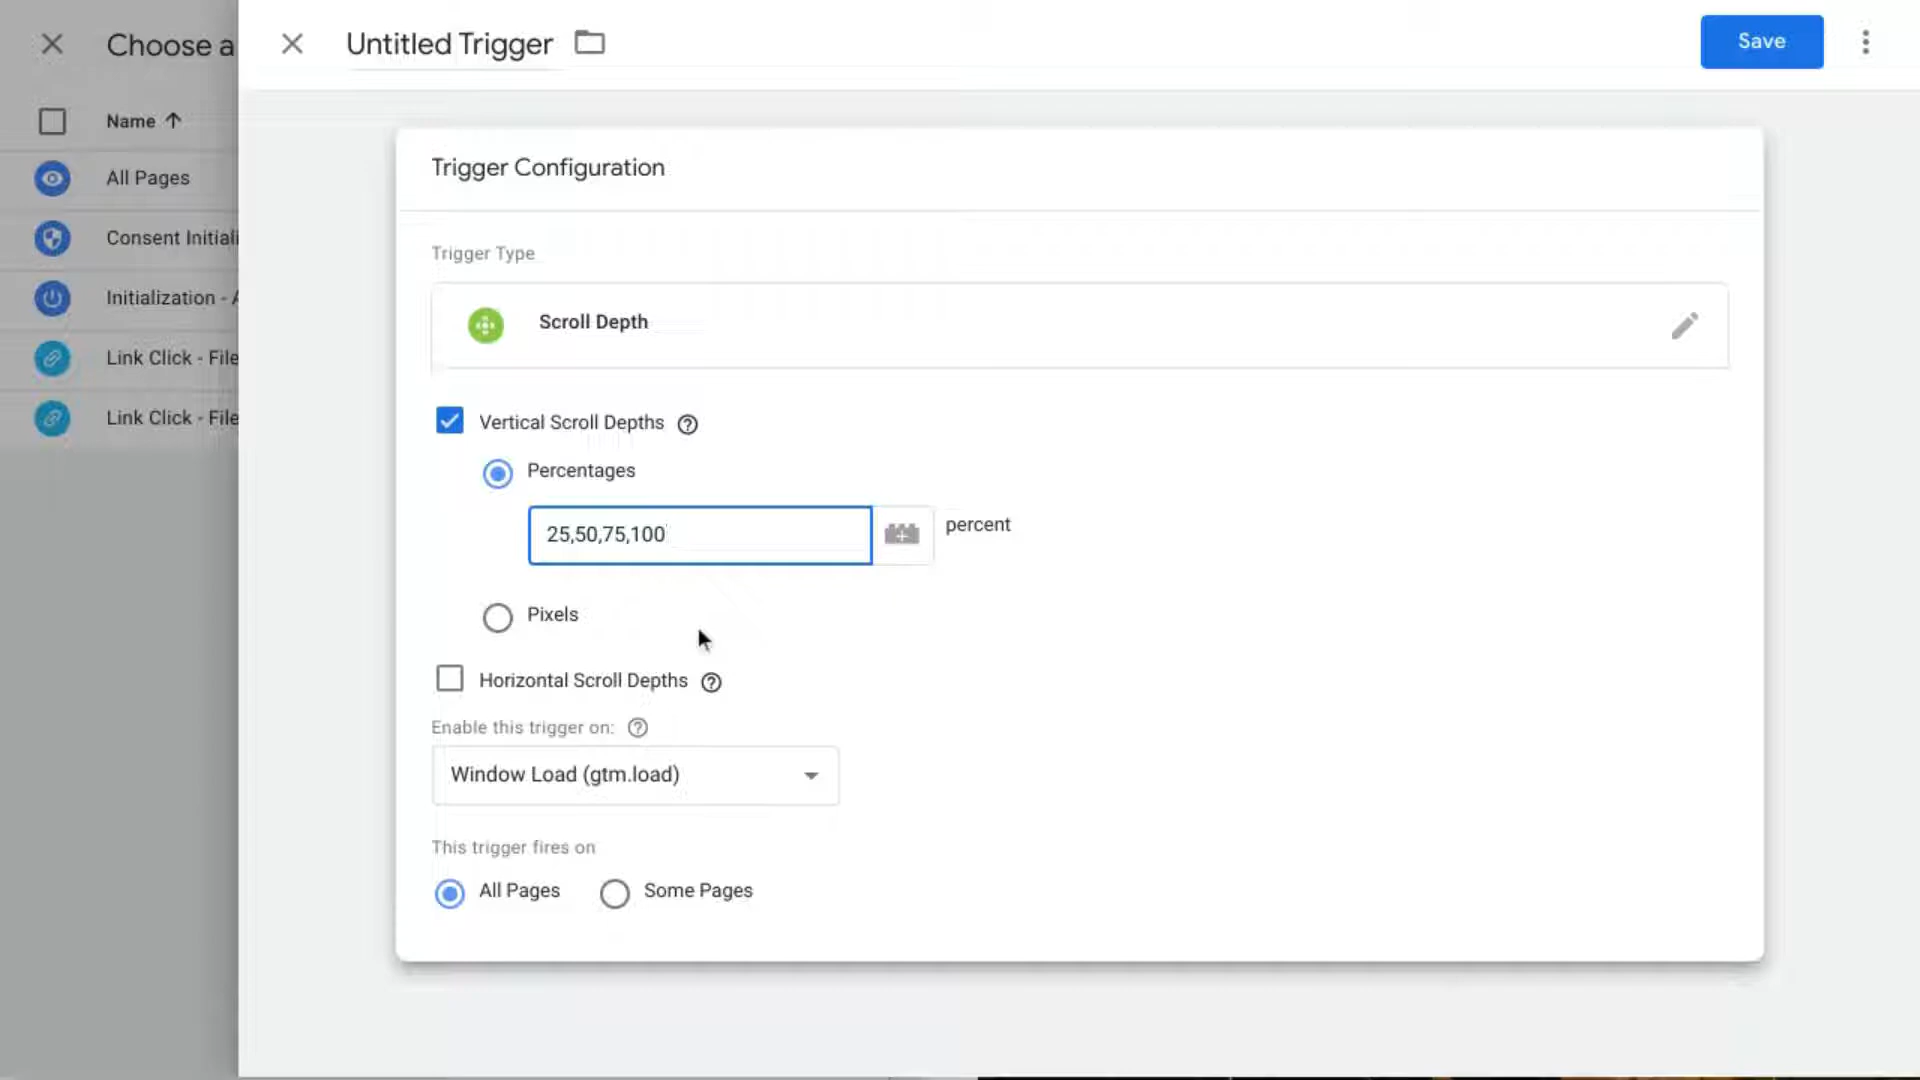 Choose a
Untitled Trigger
Save
Name
All Pages
Consent Initiali
Initialization - A
Link Click - File
Link Click - File
Trigger Configuration
Trigger Type
Scroll Depth
Vertical Scroll Depths
Percentages
25,50,75,100
percent
Pixels
Horizontal Scroll Depths
Enable this trigger on:
Window Load (gtm.load)
This trigger fires on
All Pages
Some Pages